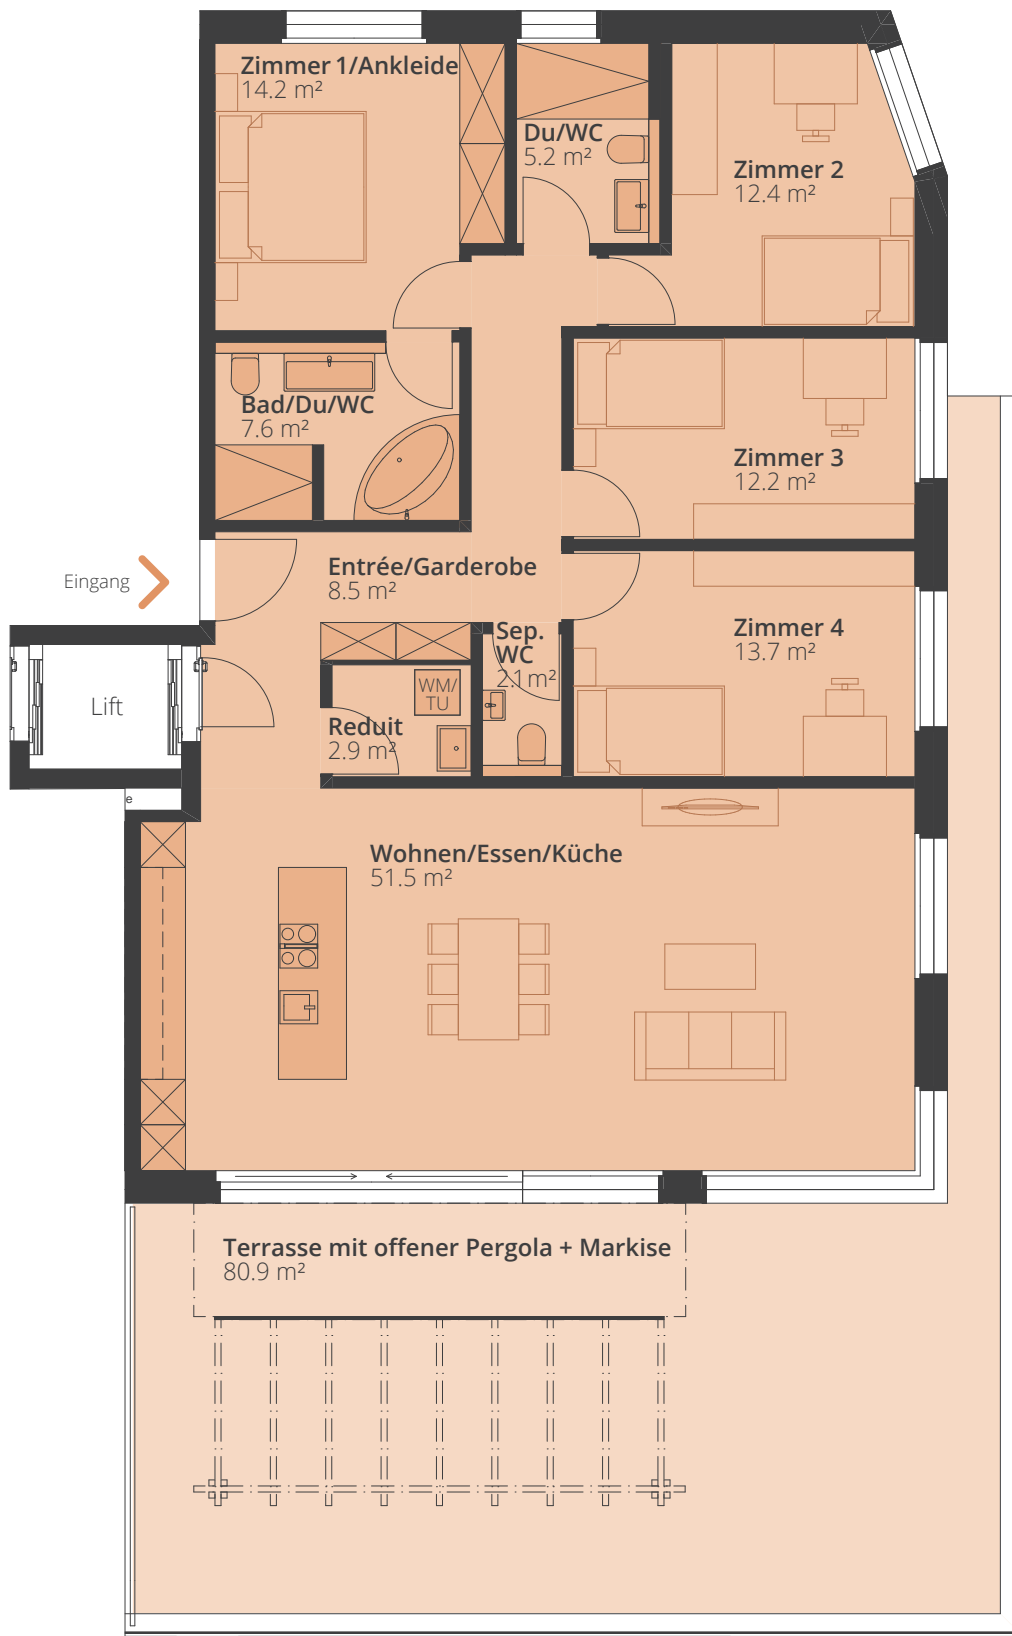 Zimmer 1/Ankleide
14.2 m²
Du/WC
5.2 m²
Zimmer 2
12.4 m²
Bad/Du/WC
7.6 m²
Zimmer 3
12.2 m²
Eingang
Entrée/Garderobe
8.5 m²
Sep.
WC
2.1 m²
Zimmer 4
13.7 m²
Lift
WM/
TU
Reduit
2.9 m²
e
Wohnen/Essen/Küche
51.5 m²
Terrasse mit offener Pergola + Markise
80.9 m²